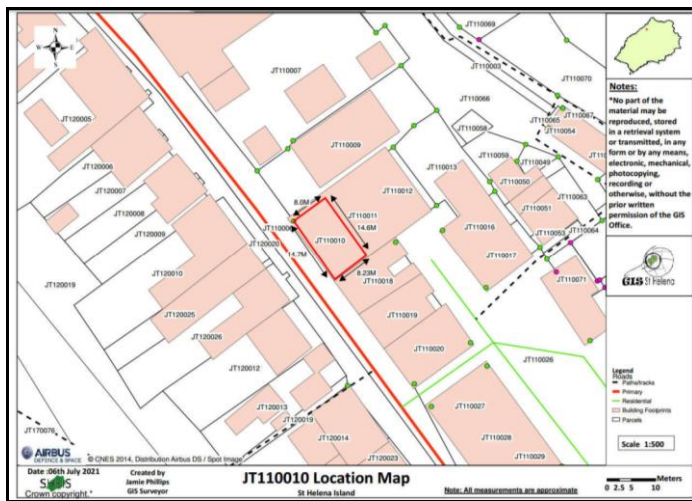 N
W
E
S
JT110069
JT110007
JT110003
JT110070
JT120005
JT110066
JT110067
JT110065
JT110054
JT110058
JT110009
JT120006
JT110013
JT110059
JT110049
JT120007
JT110012
JT110050
JT110063
JT120008
8.0M
JT110011
JT110051
JT120009
14.6M
JT110016
JT110053
JT110064
JT120020
JT110010
JT120010
14.7M
JT110017
8.23M
JT110018
JT110071
JT120019
JT120025
JT110019
JT120026
JT110020
JT110026
JT120012
JT120013
JT120019
JT110027
JT120014
JT110028
JT120023
JT110029
Notes:
"No part of the
material may be
reproduced, stored
in a retrieval system
or transmitted, in any
form or by any means,
electronic, mechanical,
photocopying,
recording or
otherwise, without the
prior written
permission of the GIS
Office.
GIS St Helena
Legend
Roads
Paths/tracks
Primary
Residential
Building Footprints
Parcels
Scale 1:500
AIRBUS
DEFENCE & SPACE
© CNES 2014, Distribution Airbus DS / Spot Image
Date :06th July 2021
Crown copyright."
Created by
Jamie Phillips
GIS Surveyor
JT110010 Location Map
St Helena Island
Note: All measurements are approximate
Meters
0 2.5 5 10